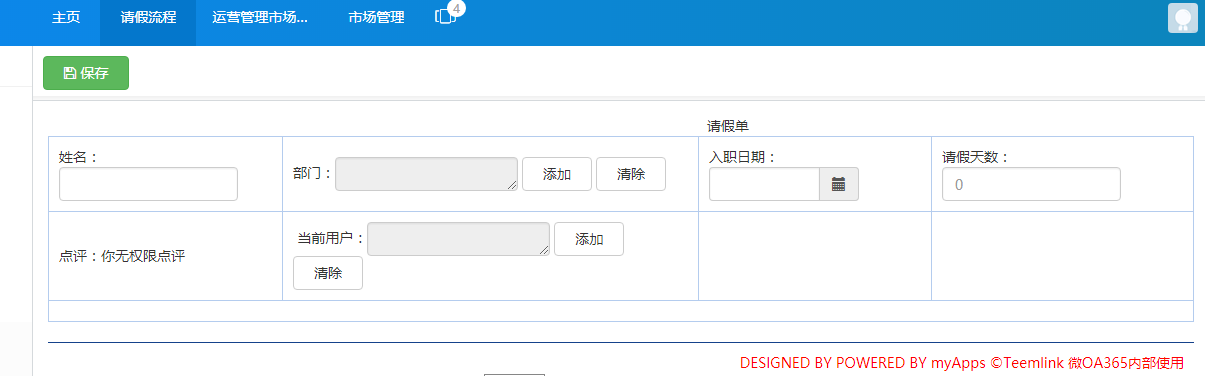 主页 请假流程 运营管理市场... 市场管理 4
保存
请假单
姓名： 部门： 添加 清除 入职日期： 请假天数：
0
点评：你无权限点评 当前用户： 添加
清除
DESIGNED BY POWERED BY myApps ©Teemlink 微OA365内部使用